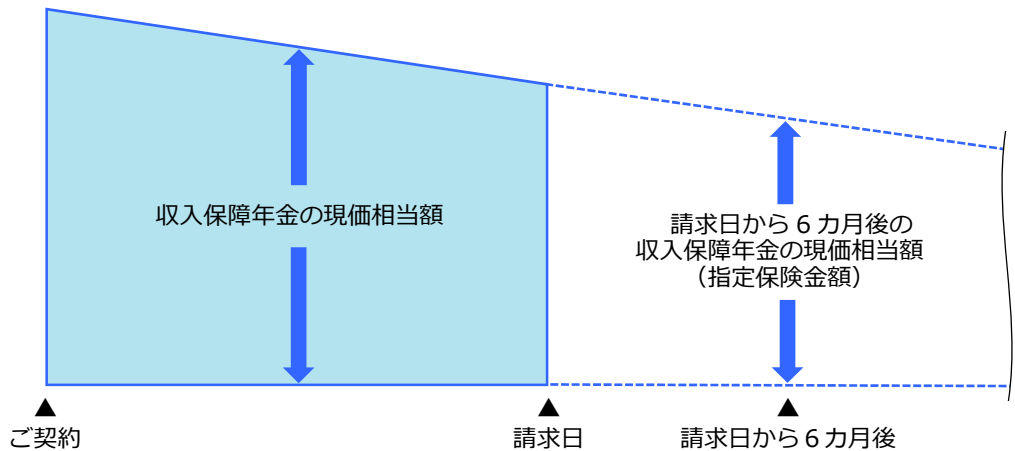 収入保障年金の現価相当額
請求日から6カ月後の
収入保障年金の現価相当額
（指定保険金額）
▲
▲
▲
ご契約
請求日
請求日から6カ月後